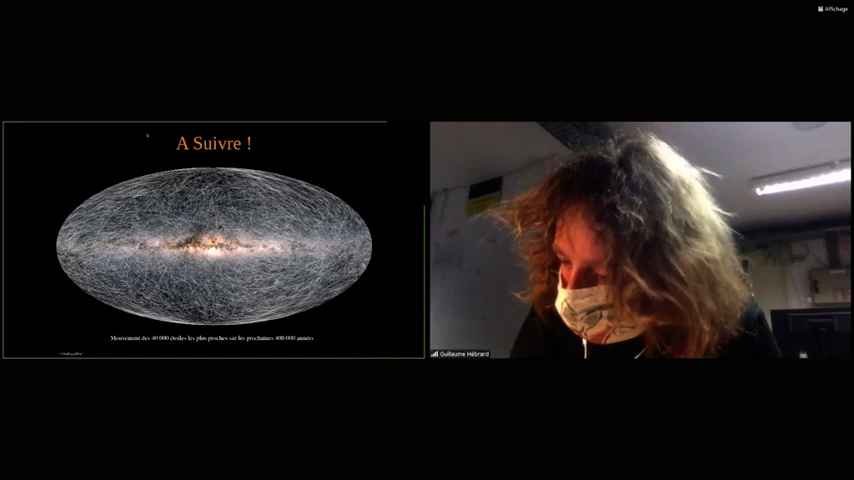 Affichage
A Suivre !
Mouvement des 40 000 étoiles les plus proches sur les prochaines 400 000 années
Guillaume Hébrard